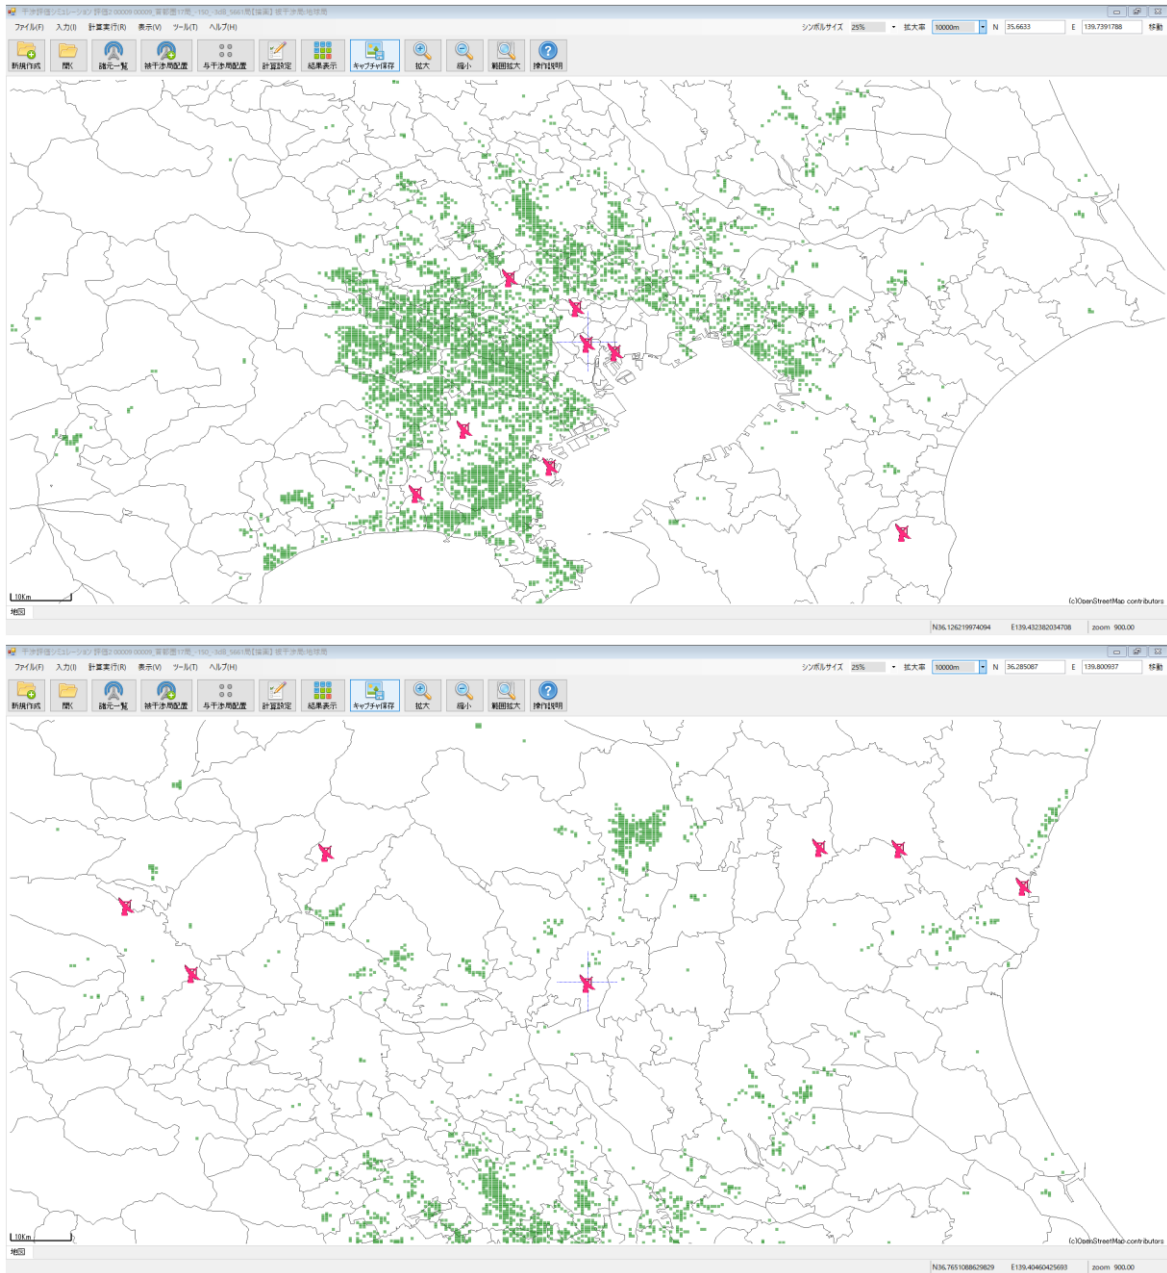 ファイル(F) 入力(I) 計算実行(R) 表示(V) ツール(T) ヘルプ(H) シンボルサイズ 25% 拡大率 10000m N 35.6633 E 139.7391788 移動
新規作成 開く 諸元一覧 被干渉局配置 与干渉局配置 計算設定 結果表示 キャプチャ保存 拡大 縮小 範囲拡大 操作説明
10Km
(c)OpenStreetMap contributors
地図
N36.126219974094 E139.432382034708 zoom 900.00
ファイル(F) 入力(I) 計算実行(R) 表示(V) ツール(T) ヘルプ(H) シンボルサイズ 25% 拡大率 10000m N 36.285087 E 139.800937 移動
新規作成 開く 諸元一覧 被干渉局配置 与干渉局配置 計算設定 結果表示 キャプチャ保存 拡大 縮小 範囲拡大 操作説明
10Km
(c)OpenStreetMap contributors
地図
N36.7651088629829 E139.40460425693 zoom 900.00